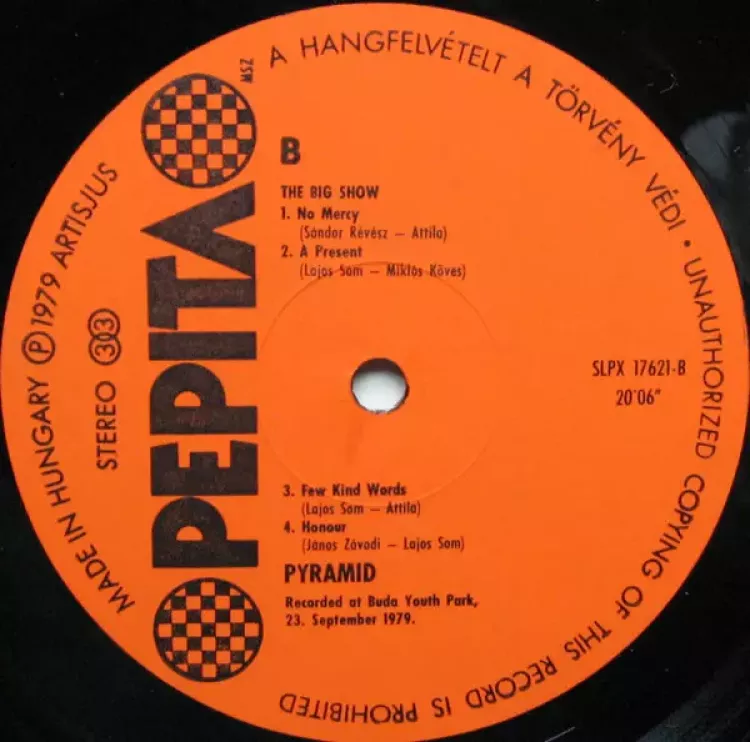 A HANGFELVÉTELT A TÖRVÉNY VÉDI • UNAUTHORIZED COPYING OF THIS RECORD IS PROHIBITED
MADE IN HUNGARY Ⓟ 1979 ARTISJUS
STEREO 33
PEPITA
MSZ
B
THE BIG SHOW
1. No Mercy
(Sándor Révész – Attila)
2. A Present
(Lajos Som – Miklós Köves)
SLPX 17621-B
20'06"
3. Few Kind Words
(Lajos Som – Attila)
4. Honour
(János Závodi – Lajos Som)
PYRAMID
Recorded at Buda Youth Park,
23. September 1979.